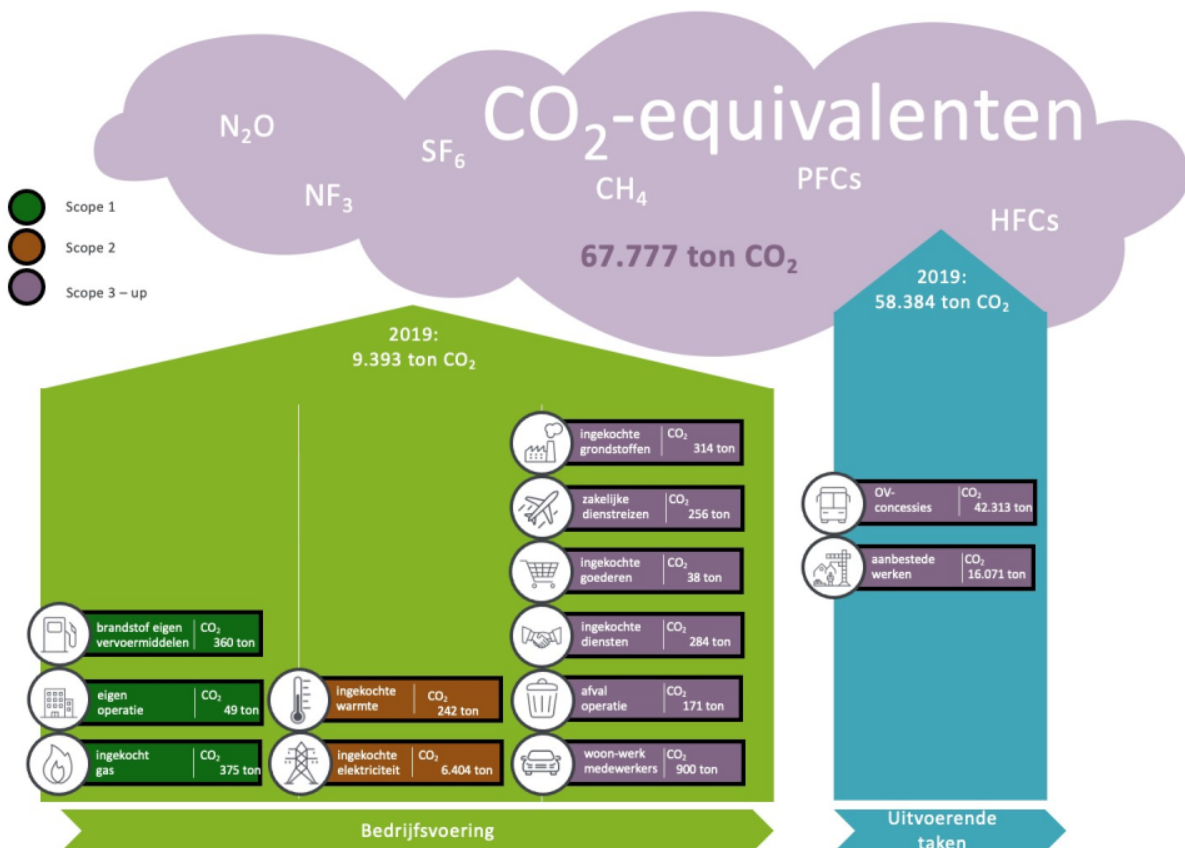 CO₂-equivalenten
N₂O
SF₆
NF₃
CH₄
PFCs
HFCs
67.777 ton CO₂
Scope 1
Scope 2
Scope 3 – up
2019:
9.393 ton CO₂
2019:
58.384 ton CO₂
brandstof eigen
vervoermiddelen
CO₂
360 ton
eigen
operatie
CO₂
49 ton
ingekocht
gas
CO₂
375 ton
ingekochte
warmte
CO₂
242 ton
ingekochte
elektriciteit
CO₂
6.404 ton
ingekochte
grondstoffen
CO₂
314 ton
zakelijke
dienstreizen
CO₂
256 ton
ingekochte
goederen
CO₂
38 ton
ingekochte
diensten
CO₂
284 ton
afval
operatie
CO₂
171 ton
woon-werk
medewerkers
CO₂
900 ton
OV-
concessies
CO₂
42.313 ton
aanbestede
werken
CO₂
16.071 ton
Bedrijfsvoering
Uitvoerende
taken